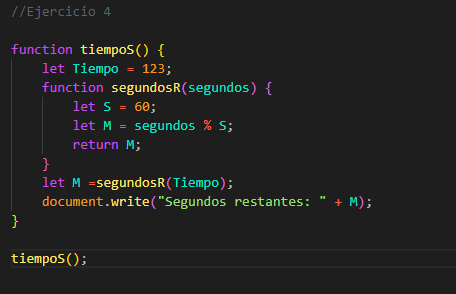 //Ejercicio 4
function tiempoS() {
let Tiempo = 123;
function segundosR(segundos) {
let S = 60;
let M = segundos % S;
return M;
}
let M =segundosR(Tiempo);
document.write("Segundos restantes: " + M);
}
tiempoS();